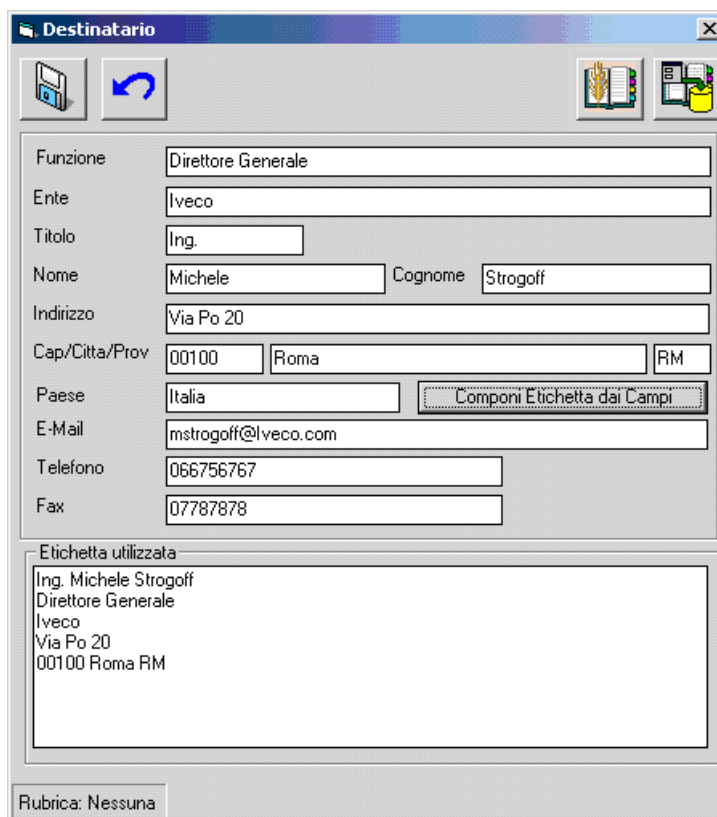 Destinatario
Funzione Direttore Generale
Ente Iveco
Titolo Ing.
Nome Michele Cognome Strogoff
Indirizzo Via Po 20
Cap/Citta/Prov 00100 Roma RM
Paese Italia Componi Etichetta dai Campi
E-Mail mstrogoff@Iveco.com
Telefono 066756767
Fax 07787878
Etichetta utilizzata
Ing. Michele Strogoff
Direttore Generale
Iveco
Via Po 20
00100 Roma RM
Rubrica: Nessuna